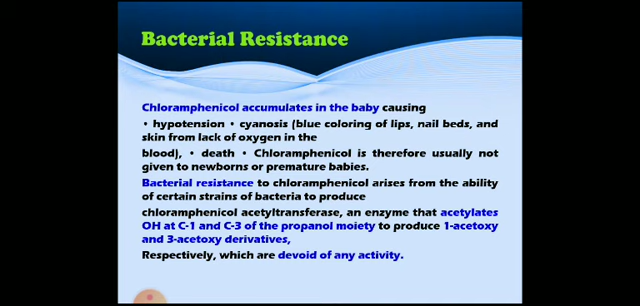 Bacterial Resistance
Chloramphenicol accumulates in the baby causing
• hypotension • cyanosis (blue coloring of lips, nail beds, and
skin from lack of oxygen in the
blood), • death • Chloramphenicol is therefore usually not
given to newborns or premature babies.
Bacterial resistance to chloramphenicol arises from the ability
of certain strains of bacteria to produce
chloramphenicol acetyltransferase, an enzyme that acetylates
OH at C-1 and C-3 of the propanol moiety to produce 1-acetoxy
and 3-acetoxy derivatives,
Respectively, which are devoid of any activity.